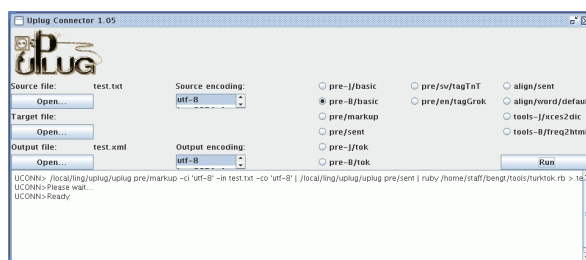 Uplug Connector 1.05
UPLUG
Source file: test.txt Source encoding: pre-J/basic pre/sv/tagTnT align/sent
Open... utf-8 pre-B/basic pre/en/tagGrok align/word/defaul
Target file: pre/markup tools-J/xces2dic
Open... pre/sent tools-B/freq2html
Output file: test.xml Output encoding: pre-J/tok
Open... utf-8 pre-B/tok Run
UCONN> /local/ling/uplug/uplug pre/markup -ci 'utf-8' -in test.txt -co 'utf-8' | /local/ling/uplug/uplug pre/sent | ruby /home/staff/bengt/tools/turktok.rb > te
UCONN>Please wait...
UCONN>Ready.